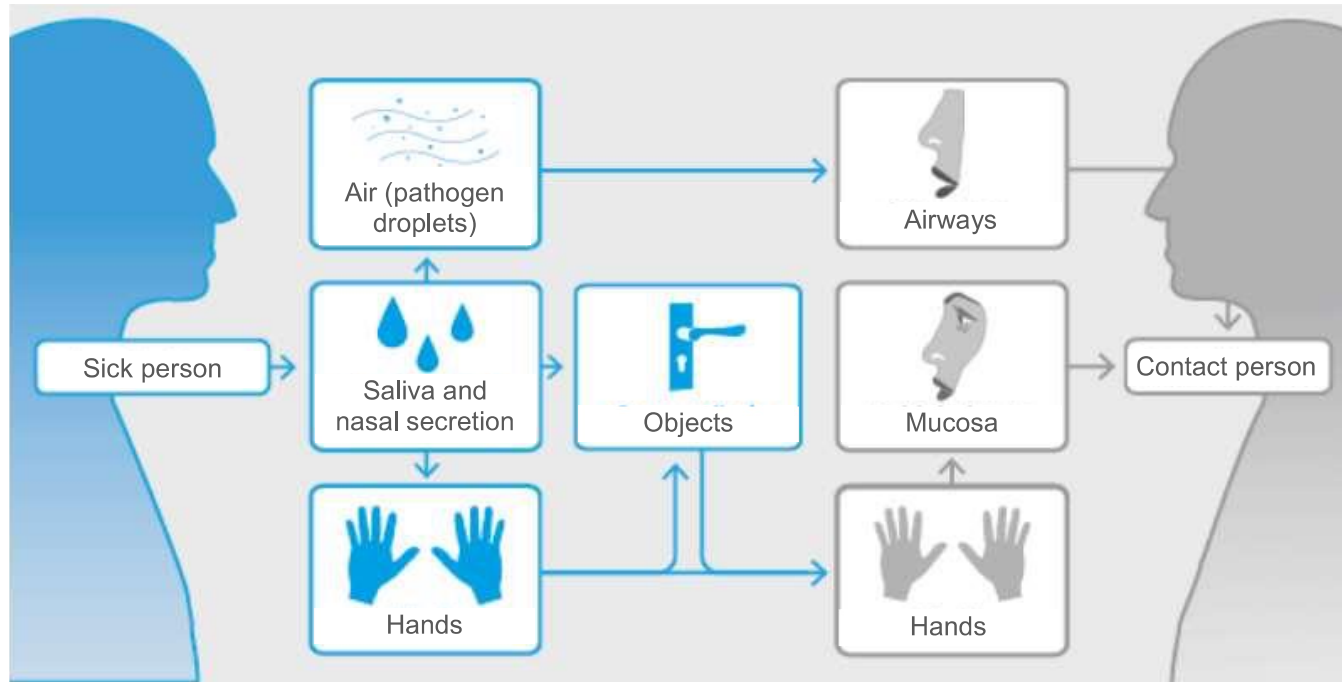 Air (pathogen
droplets)
Airways
Sick person
Saliva and
nasal secretion
Objects
Mucosa
Contact person
Hands
Hands